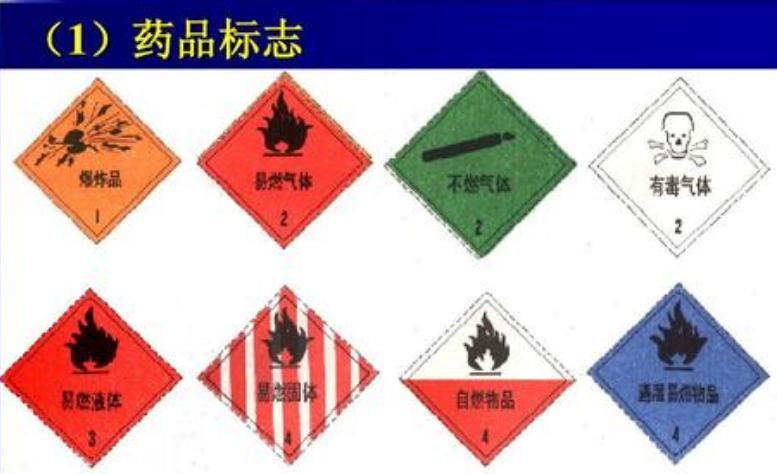 （1）药品标志
爆炸品
1
易燃气体
2
不燃气体
2
有毒气体
2
易燃液体
3
易燃固体
4
自燃物品
4
遇湿易燃物品
4